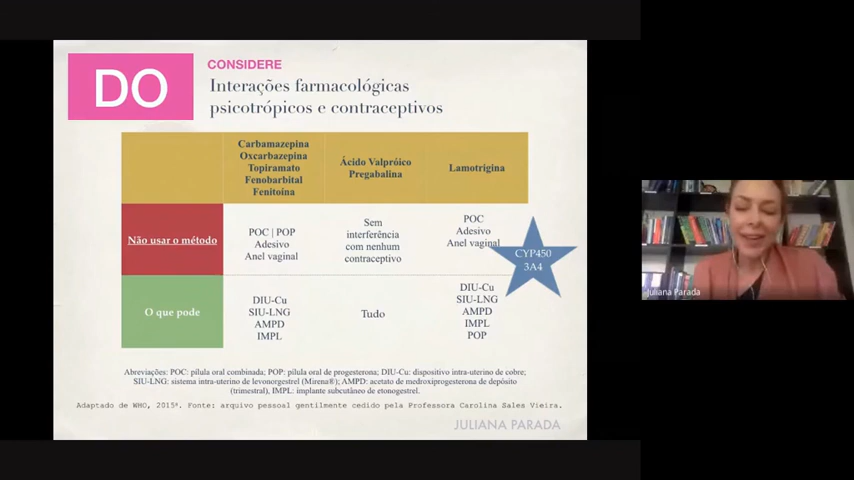 DO
CONSIDERE
Interações farmacológicas
psicotrópicos e contraceptivos
Carbamazepina
Oxcarbazepina
Topiramato
Fenobarbital
Fenitoína
Ácido Valpróico
Pregabalina
Lamotrigina
Não usar o método
POC | POP
Adesivo
Anel vaginal
Sem
interferência
com nenhum
contraceptivo
POC
Adesivo
Anel vaginal
CYP450
3A4
O que pode
DIU-Cu
SIU-LNG
AMPD
IMPL
Tudo
DIU-Cu
SIU-LNG
AMPD
IMPL
POP
Abreviações: POC: pílula oral combinada; POP: pílula oral de progesterona; DIU-Cu: dispositivo intra-uterino de cobre;
SIU-LNG: sistema intra-uterino de levonorgestrel (Mirena®); AMPD: acetato de medroxiprogesterona de depósito
(trimestral), IMPL: implante subcutâneo de etonogestrel.
Adaptado de WHO, 2015ª. Fonte: arquivo pessoal gentilmente cedido pela Professora Carolina Sales Vieira.
JULIANA PARADA
Juliana Parada